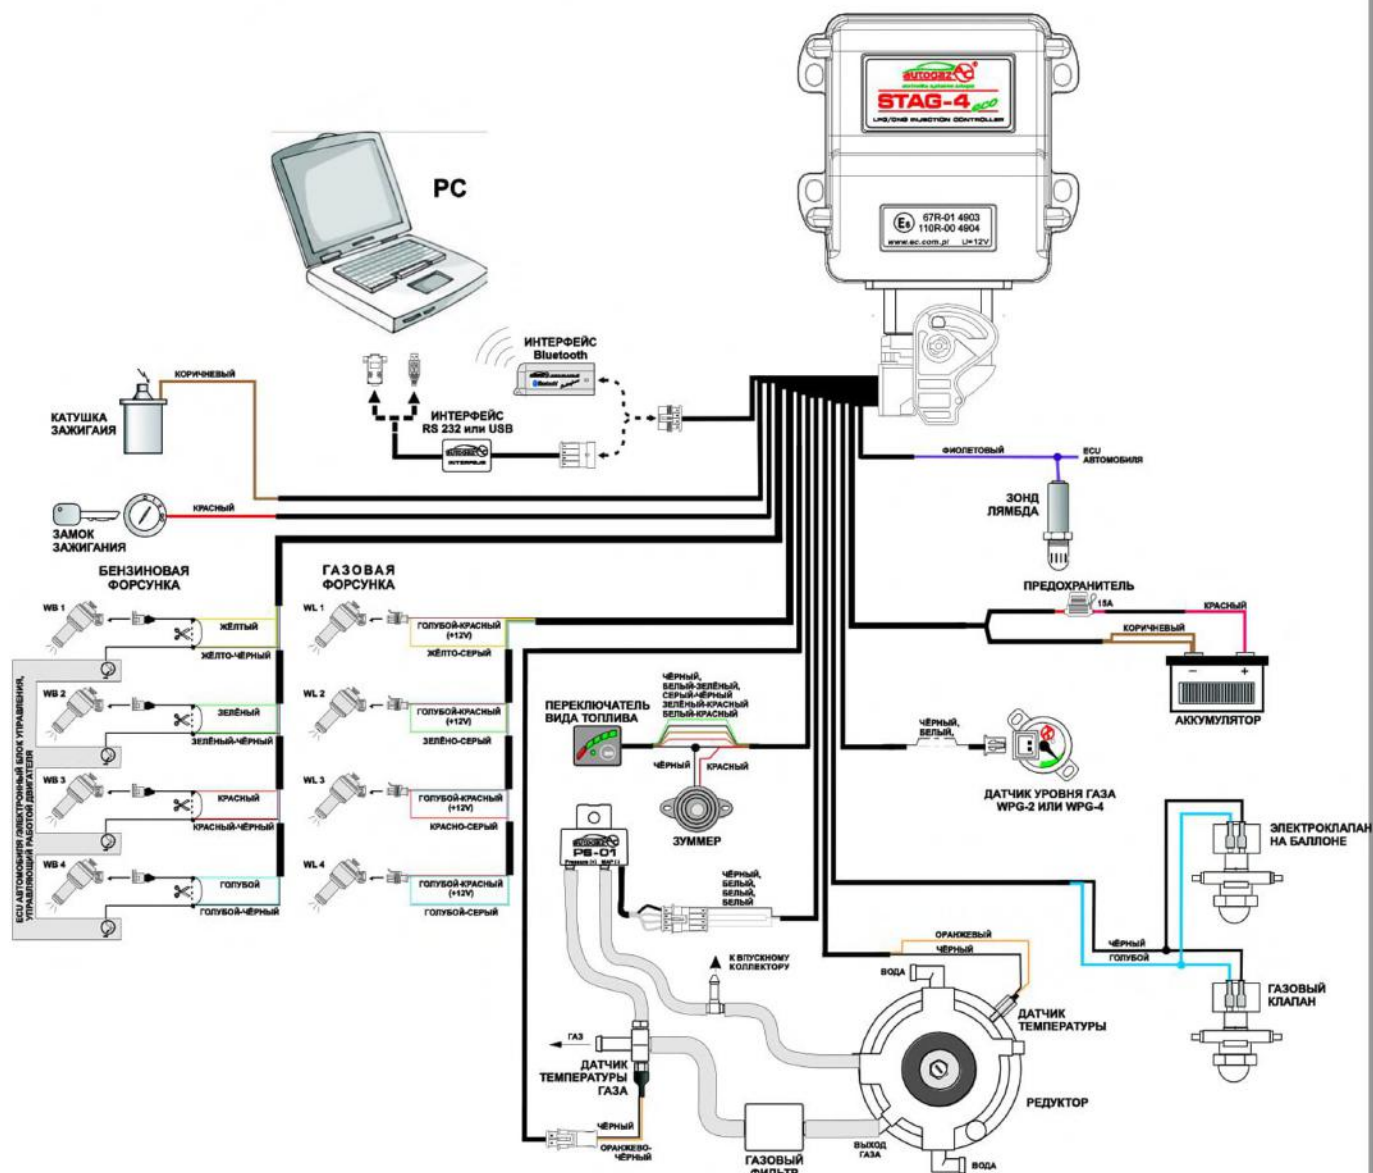 autogaz
STAG-4 eco
LPG/CNG INJECTION CONTROLLER
E8
67R-01 4903
110R-00 4904
www.ac.com.pl U=12V
PC
ИНТЕРФЕЙС
Bluetooth
Bluetooth
КОРИЧНЕВЫЙ
КАТУШКА
ЗАЖИГАИЯ
ИНТЕРФЕЙС
RS 232 или USB
autogaz
INTERFEJS
ФИОЛЕТОВЫЙ
ECU
АВТОМОБИЛЯ
ЗОНД
ЛЯМБДА
КРАСНЫЙ
ЗАМОК
ЗАЖИГАНИЯ
БЕНЗИНОВАЯ
ФОРСУНКА
ГАЗОВАЯ
ФОРСУНКА
ПРЕДОХРАНИТЕЛЬ
15A
КРАСНЫЙ
КОРИЧНЕВЫЙ
АККУМУЛЯТОР
WB 1
ЖЁЛТЫЙ
ЖЁЛТО-ЧЁРНЫЙ
WL 1
ГОЛУБОЙ-КРАСНЫЙ
(+12V)
ЖЁЛТО-СЕРЫЙ
WB 2
ЗЕЛЁНЫЙ
ЗЕЛЁНЫЙ-ЧЁРНЫЙ
WL 2
ГОЛУБОЙ-КРАСНЫЙ
(+12V)
ЗЕЛЁНО-СЕРЫЙ
WB 3
КРАСНЫЙ
КРАСНЫЙ-ЧЁРНЫЙ
WL 3
ГОЛУБОЙ-КРАСНЫЙ
(+12V)
КРАСНО-СЕРЫЙ
WB 4
ГОЛУБОЙ
ГОЛУБОЙ-ЧЁРНЫЙ
WL 4
ГОЛУБОЙ-КРАСНЫЙ
(+12V)
ГОЛУБОЙ-СЕРЫЙ
ECU АВТОМОБИЛЯ /ЭЛЕКТРОННЫЙ БЛОК УПРАВЛЕНИЯ,
УПРАВЛЯЮЩИЙ РАБОТОЙ ДВИГАТЕЛЯ
ПЕРЕКЛЮЧАТЕЛЬ
ВИДА ТОПЛИВА
ЧЁРНЫЙ,
БЕЛЫЙ-ЗЕЛЁНЫЙ,
СЕРЫЙ-ЧЁРНЫЙ
ЗЕЛЁНЫЙ-КРАСНЫЙ
БЕЛЫЙ-КРАСНЫЙ
ЧЁРНЫЙ
КРАСНЫЙ
ЗУММЕР
ЧЁРНЫЙ,
БЕЛЫЙ,
ДАТЧИК УРОВНЯ ГАЗА
WPG-2 ИЛИ WPG-4
autogaz
PS-01
Pressure (+) MAP (-)
ЧЁРНЫЙ,
БЕЛЫЙ,
БЕЛЫЙ,
БЕЛЫЙ
ЭЛЕКТРОКЛАПАН
НА БАЛЛОНЕ
ЧЁРНЫЙ
ГОЛУБОЙ
ГАЗОВЫЙ
КЛАПАН
К ВПУСКНОМУ
КОЛЛЕКТОРУ
ОРАНЖЕВЫЙ
ЧЁРНЫЙ
ВОДА
ДАТЧИК
ТЕМПЕРАТУРЫ
ГАЗ
ДАТЧИК
ТЕМПЕРАТУРЫ
ГАЗА
РЕДУКТОР
ЧЁРНЫЙ
ОРАНЖЕВО-
ЧЁРНЫЙ
ГАЗОВЫЙ
ФИЛЬТР
ВЫХОД
ГАЗА
ВОДА